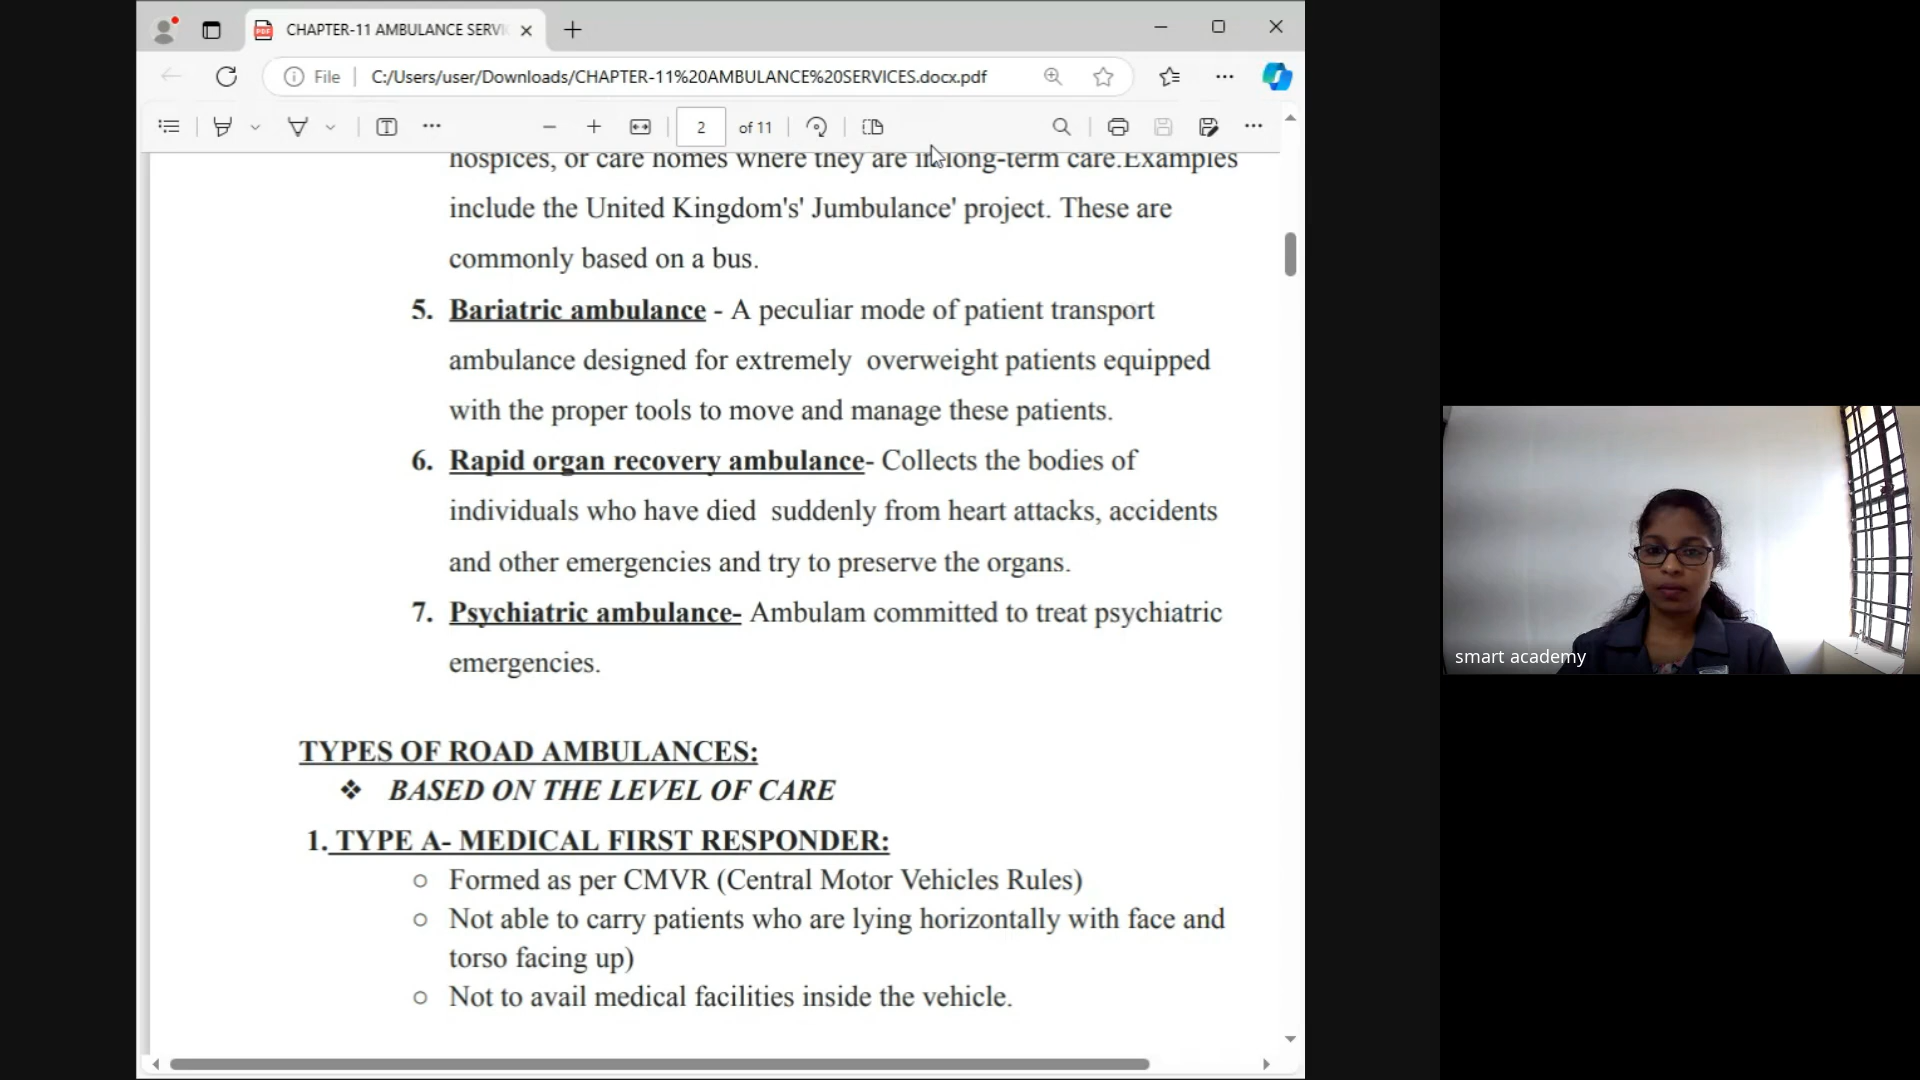 CHAPTER-11 AMBULANCE SERVI
File
C:/Users/user/Downloads/CHAPTER-11%20AMBULANCE%20SERVICES.docx.pdf
2 of 11
hospices, or care homes where they are in long-term care.Examples
include the United Kingdom's' Jumbulance' project. These are
commonly based on a bus.
5. Bariatric ambulance - A peculiar mode of patient transport
ambulance designed for extremely overweight patients equipped
with the proper tools to move and manage these patients.
6. Rapid organ recovery ambulance- Collects the bodies of
individuals who have died suddenly from heart attacks, accidents
and other emergencies and try to preserve the organs.
7. Psychiatric ambulance- Ambulam committed to treat psychiatric
emergencies.
TYPES OF ROAD AMBULANCES:
❖ BASED ON THE LEVEL OF CARE
1. TYPE A- MEDICAL FIRST RESPONDER:
○ Formed as per CMVR (Central Motor Vehicles Rules)
○ Not able to carry patients who are lying horizontally with face and
torso facing up)
○ Not to avail medical facilities inside the vehicle.
smart academy